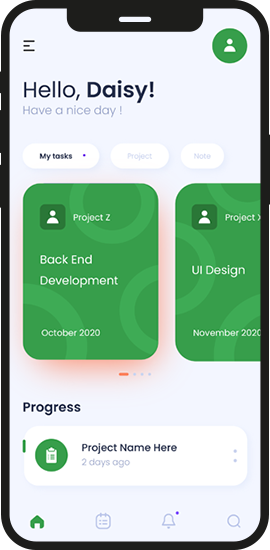 Hello, Daisy!
Have a nice day !
My tasks
Project
Note
Project Z
Back End
Development
October 2020
Project X
UI Design
November 2020
Progress
Project Name Here
2 days ago